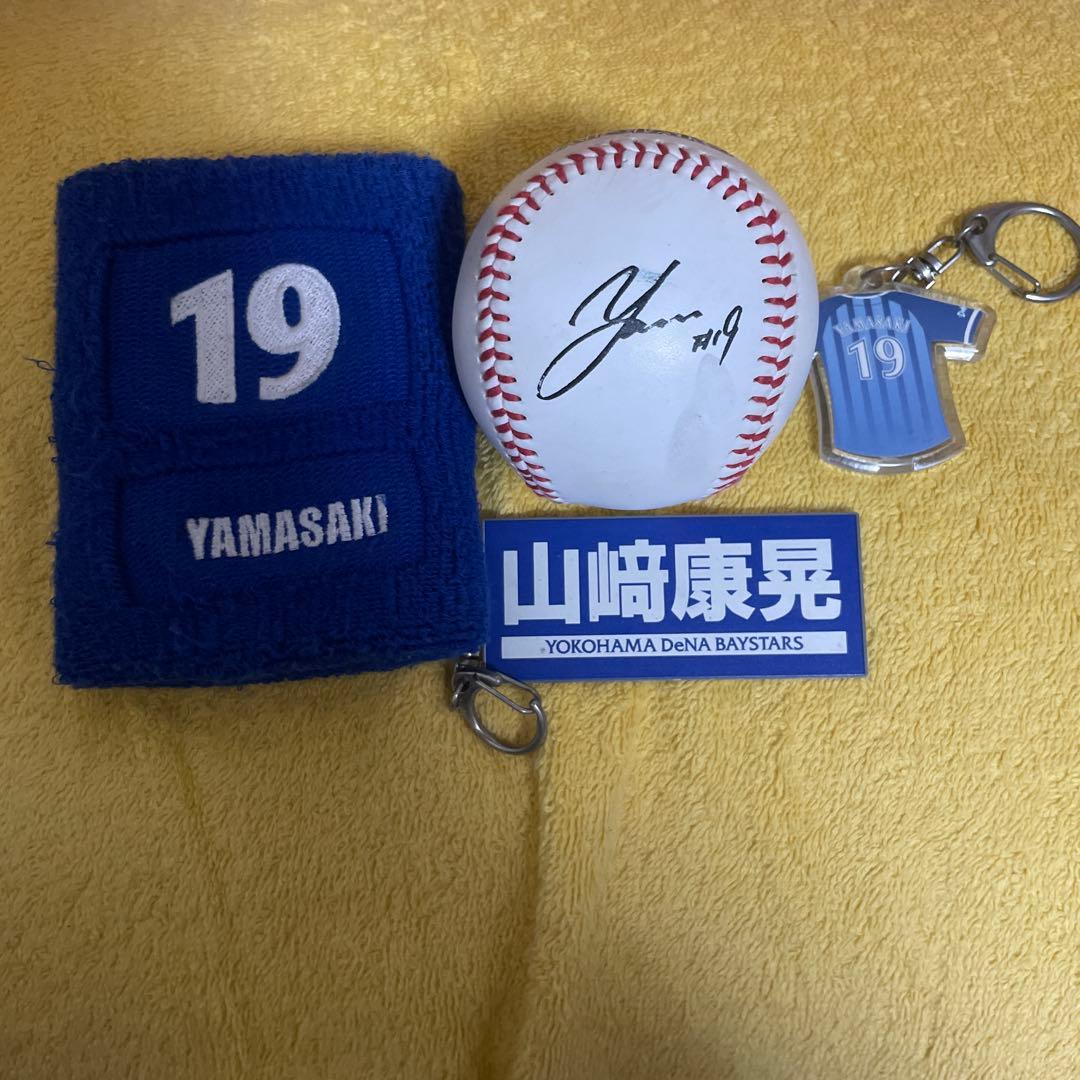 19
YAMASAKI
#19
YAMASAKI
19
山﨑康晃
YOKOHAMA DeNA BAYSTARS